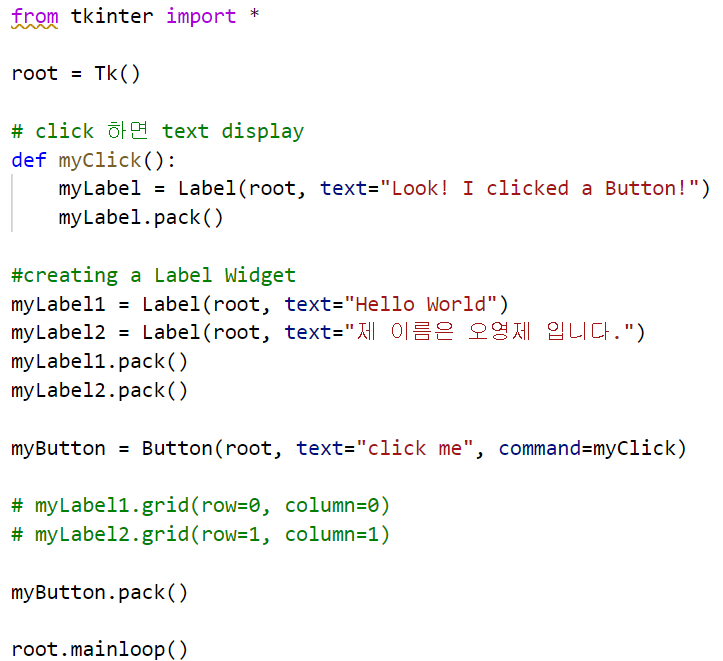 from tkinter import *
root = Tk()
# click 하면 text display
def myClick():
    myLabel = Label(root, text="Look! I clicked a Button!")
    myLabel.pack()
#creating a Label Widget
myLabel1 = Label(root, text="Hello World")
myLabel2 = Label(root, text="제 이름은 오영제 입니다.")
myLabel1.pack()
myLabel2.pack()
myButton = Button(root, text="click me", command=myClick)
# myLabel1.grid(row=0, column=0)
# myLabel2.grid(row=1, column=1)
myButton.pack()
root.mainloop()